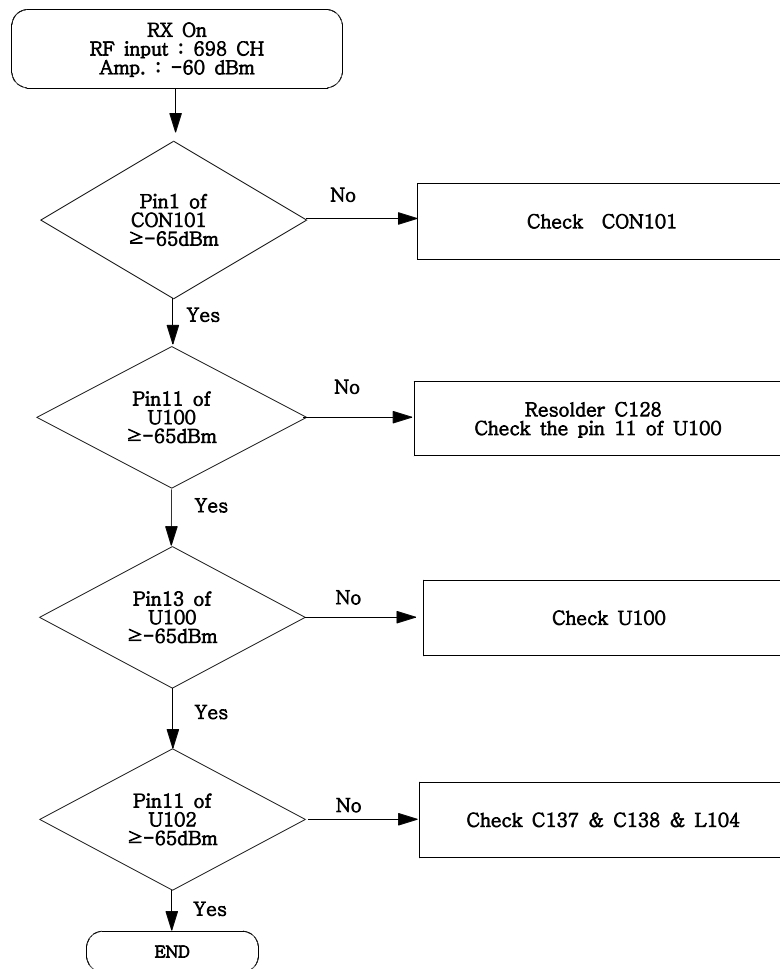 RX On
RF input : 698 CH
Amp. : -60 dBm
Pin1 of
CON101
≥-65dBm
No
Check CON101
Yes
Pin11 of
U100
≥-65dBm
No
Resolder C128
Check the pin 11 of U100
Yes
Pin13 of
U100
≥-65dBm
No
Check U100
Yes
Pin11 of
U102
≥-65dBm
No
Check C137 & C138 & L104
Yes
END